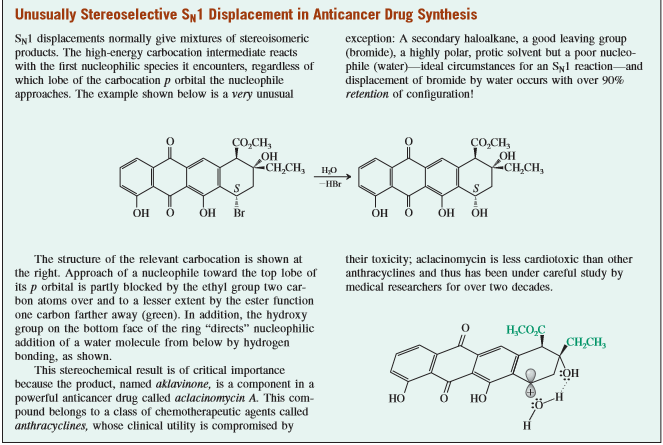 Unusually Stereoselective SN1 Displacement in Anticancer Drug Synthesis
SN1 displacements normally give mixtures of stereoisomeric
products. The high-energy carbocation intermediate reacts
with the first nucleophilic species it encounters, regardless of
which lobe of the carbocation p orbital the nucleophile
approaches. The example shown below is a very unusual
exception: A secondary haloalkane, a good leaving group
(bromide), a highly polar, protic solvent but a poor nucleo-
phile (water)—ideal circumstances for an SN1 reaction—and
displacement of bromide by water occurs with over 90%
retention of configuration!
O
CO2CH3
OH
CH2CH3
S
OH
O
OH
Br
H2O
−HBr
O
CO2CH3
OH
CH2CH3
S
OH
O
OH
OH
The structure of the relevant carbocation is shown at
the right. Approach of a nucleophile toward the top lobe of
its p orbital is partly blocked by the ethyl group two car-
bon atoms over and to a lesser extent by the ester function
one carbon farther away (green). In addition, the hydroxy
group on the bottom face of the ring “directs” nucleophilic
addition of a water molecule from below by hydrogen
bonding, as shown.
This stereochemical result is of critical importance
because the product, named aklavinone, is a component in a
powerful anticancer drug called aclacinomycin A. This com-
pound belongs to a class of chemotherapeutic agents called
anthracyclines, whose clinical utility is compromised by
their toxicity; aclacinomycin is less cardiotoxic than other
anthracyclines and thus has been under careful study by
medical researchers for over two decades.
O
H3CO2C
CH2CH3
:OH
HO
O
HO
+
:O
H
H